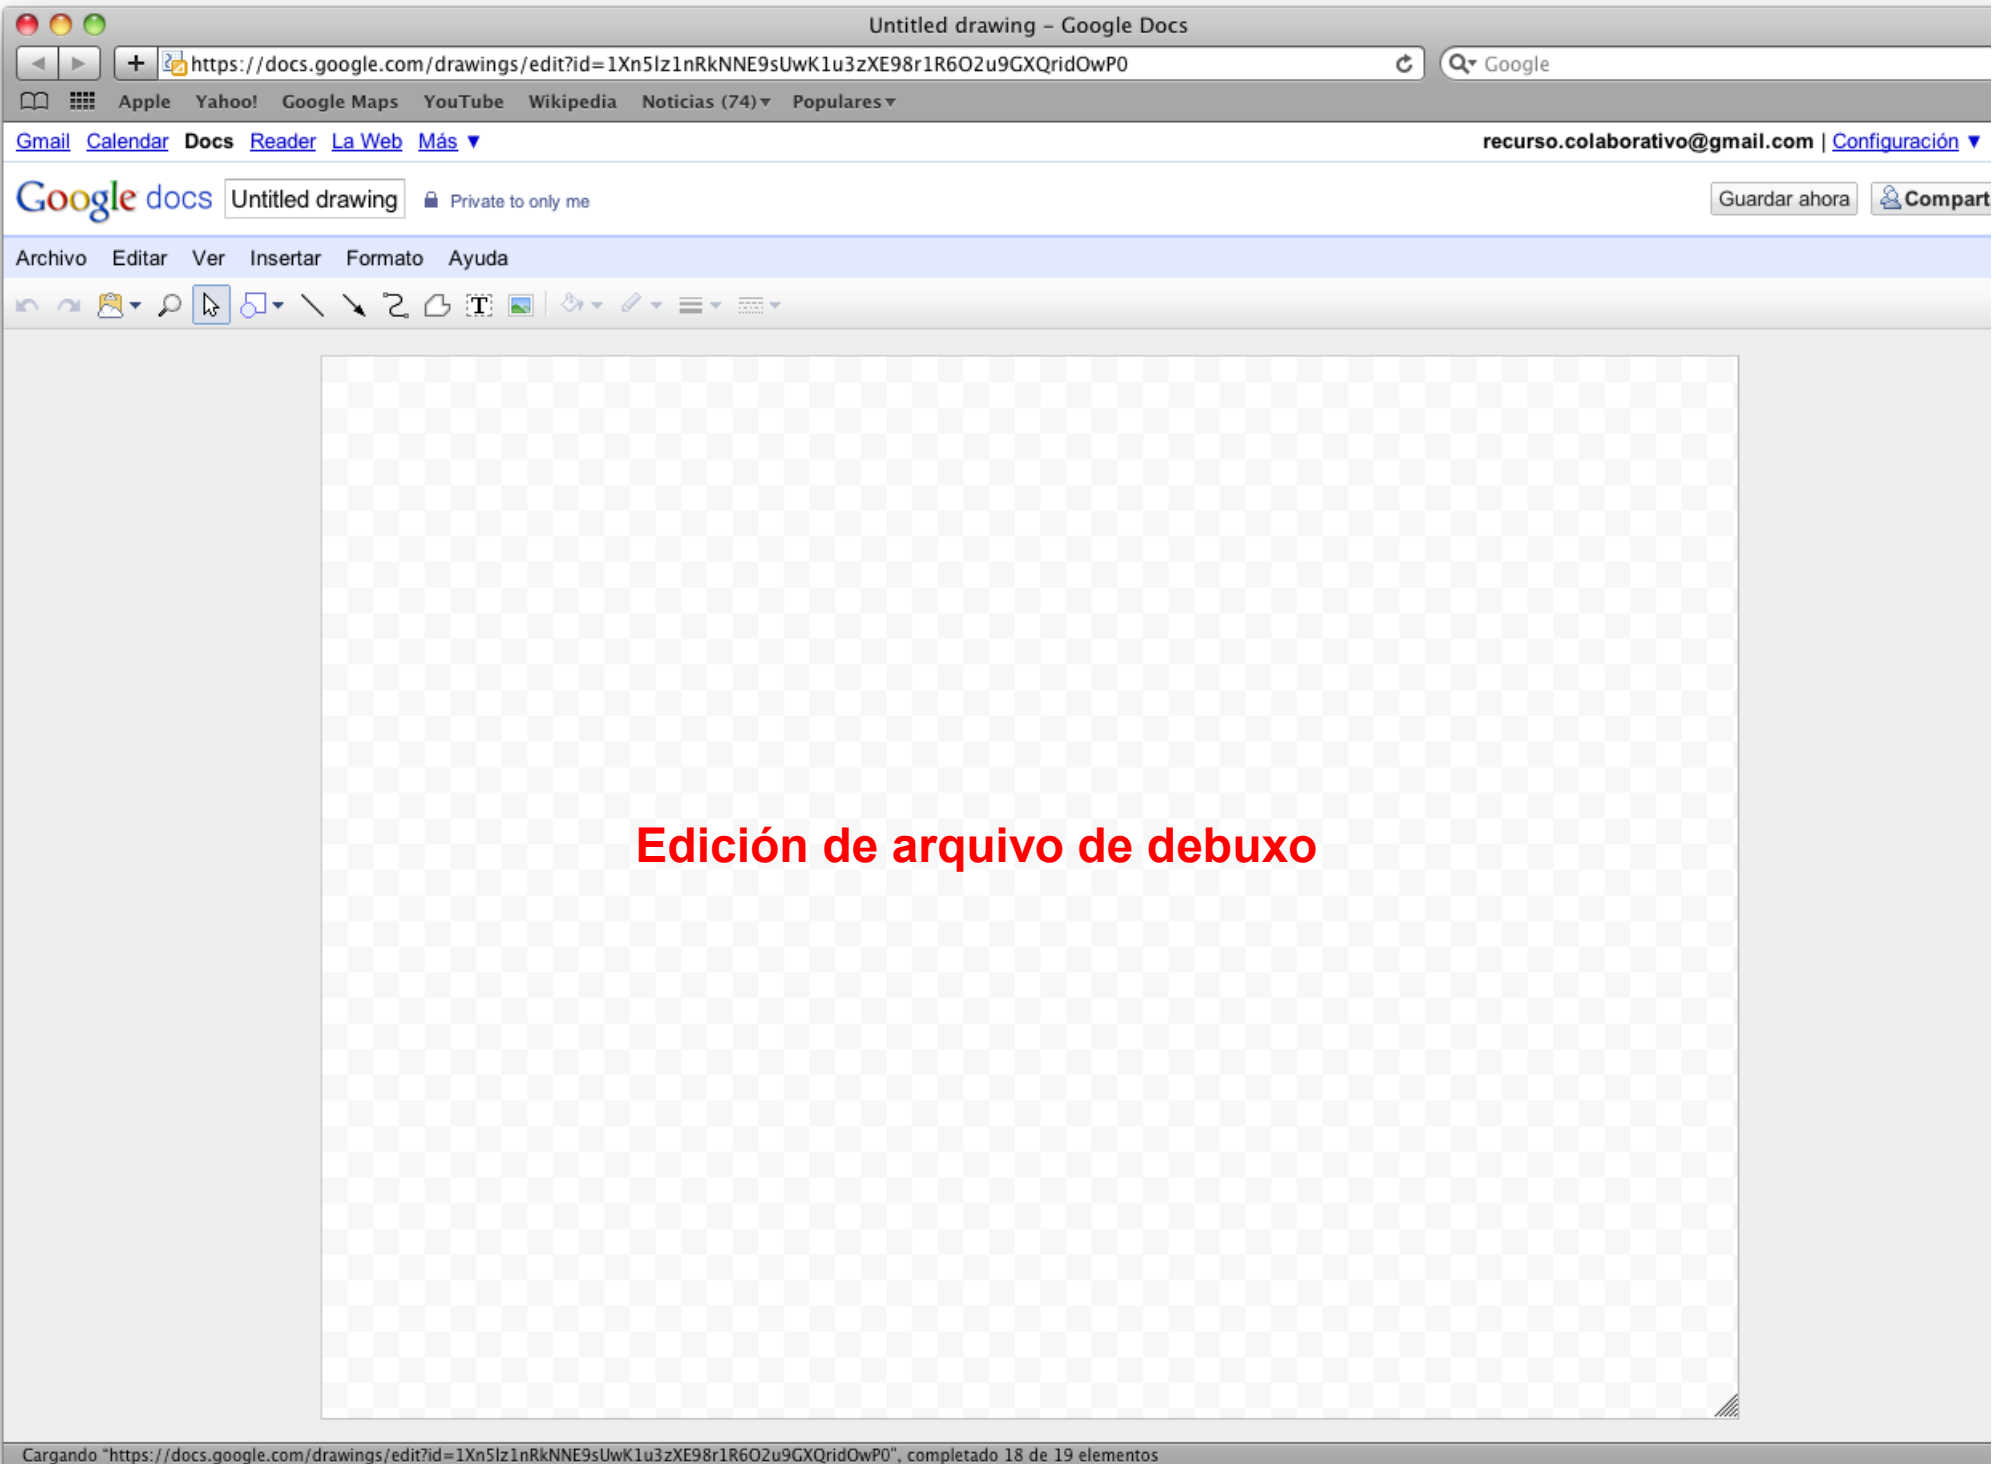 Untitled drawing – Google Docs
https://docs.google.com/drawings/edit?id=1Xn5lz1nRkNNE9sUwK1u3zXE98r1R6O2u9GXQridOwP0
Google
Apple Yahoo! Google Maps YouTube Wikipedia Noticias (74) Populares
Gmail Calendar Docs Reader La Web Más recurso.colaborativo@gmail.com | Configuración
Google docs Untitled drawing Private to only me Guardar ahora Compart
Archivo Editar Ver Insertar Formato Ayuda
T
Edición de arquivo de debuxo
Cargando "https://docs.google.com/drawings/edit?id=1Xn5lz1nRkNNE9sUwK1u3zXE98r1R6O2u9GXQridOwP0", completado 18 de 19 elementos